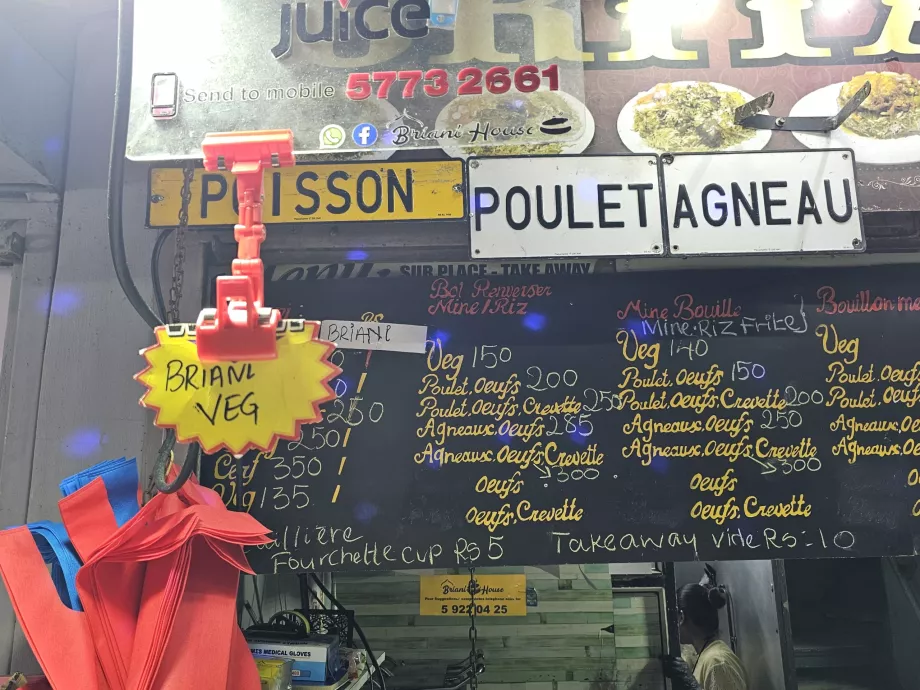 juice
Send to mobile 5773 2661
Briani House
POISSON
POULET
AGNEAU
SUR PLACE - TAKE AWAY
BRIANI
BRIANI
VEG
250
250
Cerf 350
Veg 135
Bol Renverser
Mine/Riz
Veg 150
Poulet.Oeufs 200
Poulet.Oeufs.Crevette 250
Agneaux.Oeufs 285
Agneaux.Oeufs.Crevette
300
Oeufs
Oeufs.Crevette
Mine Bouille
Mine.Riz Frite
Veg 140
Poulet.Oeufs 150
Poulet.Oeufs.Crevette 200
Agneaux.Oeufs 250
Agneaux.Oeufs.Crevette
300
Oeufs
Oeufs.Crevette
Bouillon
Veg
Poulet.Oeufs
Poulet.Oeufs
Agneaux.
Agneaux.Oe
Fourchette Cup Rs 5
Takeaway vide Rs:10
Briani House
5 922 04 25
MEDICAL GLOVES